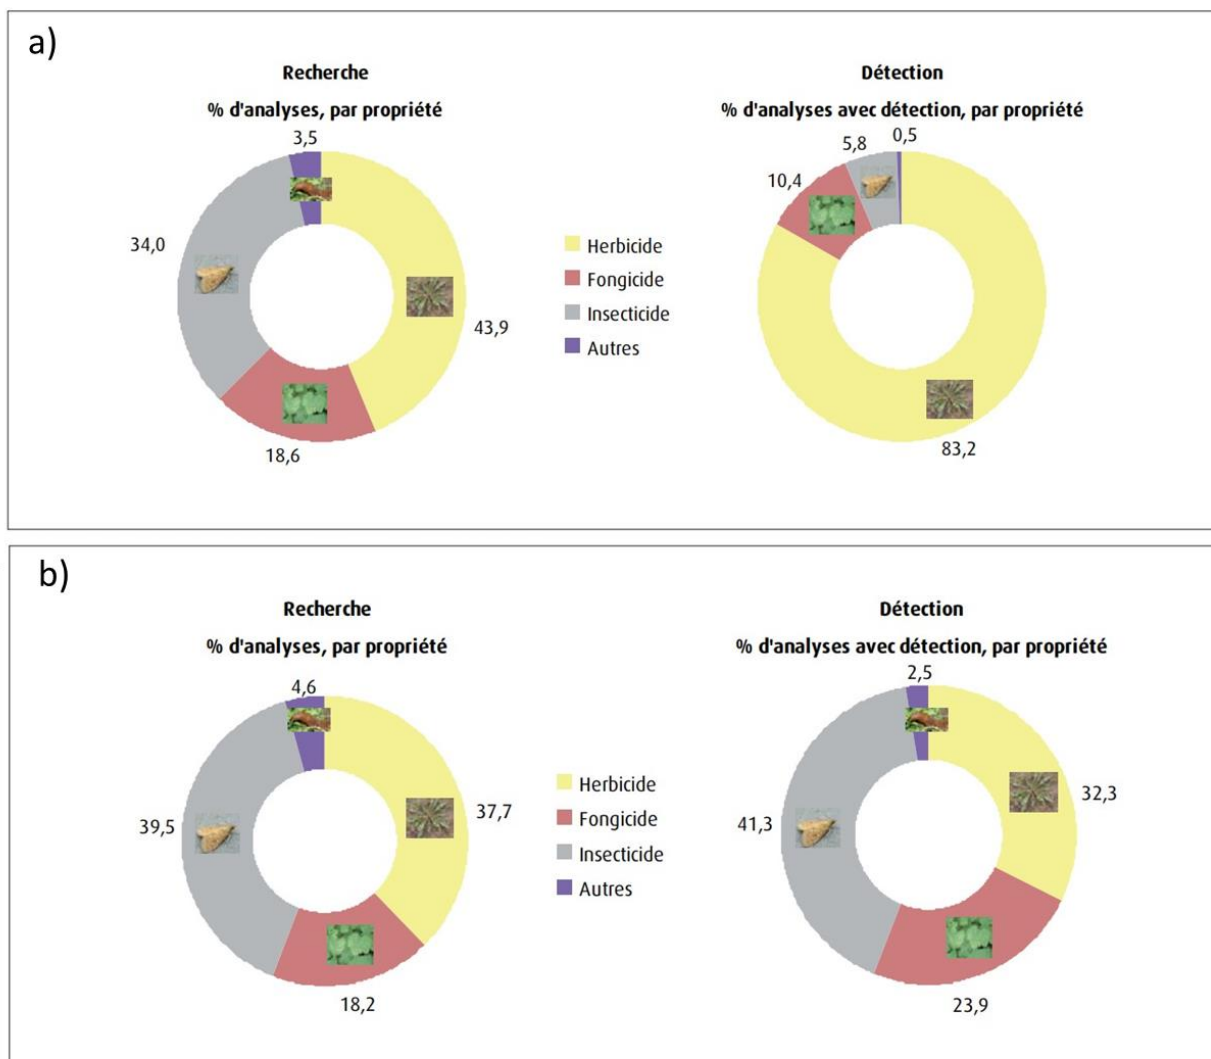 a)
Recherche
% d'analyses, par propriété
3,5
34,0
43,9
18,6
Herbicide
Fongicide
Insecticide
Autres
Détection
% d'analyses avec détection, par propriété
0,5
5,8
10,4
83,2
b)
Recherche
% d'analyses, par propriété
4,6
39,5
37,7
18,2
Herbicide
Fongicide
Insecticide
Autres
Détection
% d'analyses avec détection, par propriété
2,5
41,3
32,3
23,9